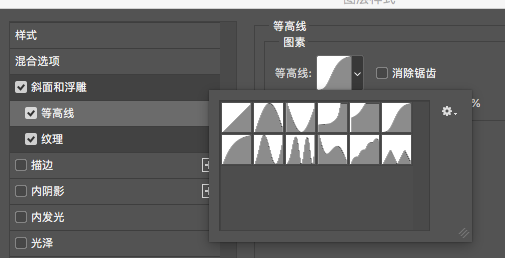 图层样式
样式
混合选项
斜面和浮雕
等高线
纹理
描边
内阴影
内发光
光泽
等高线
图素
等高线:
消除锯齿
%